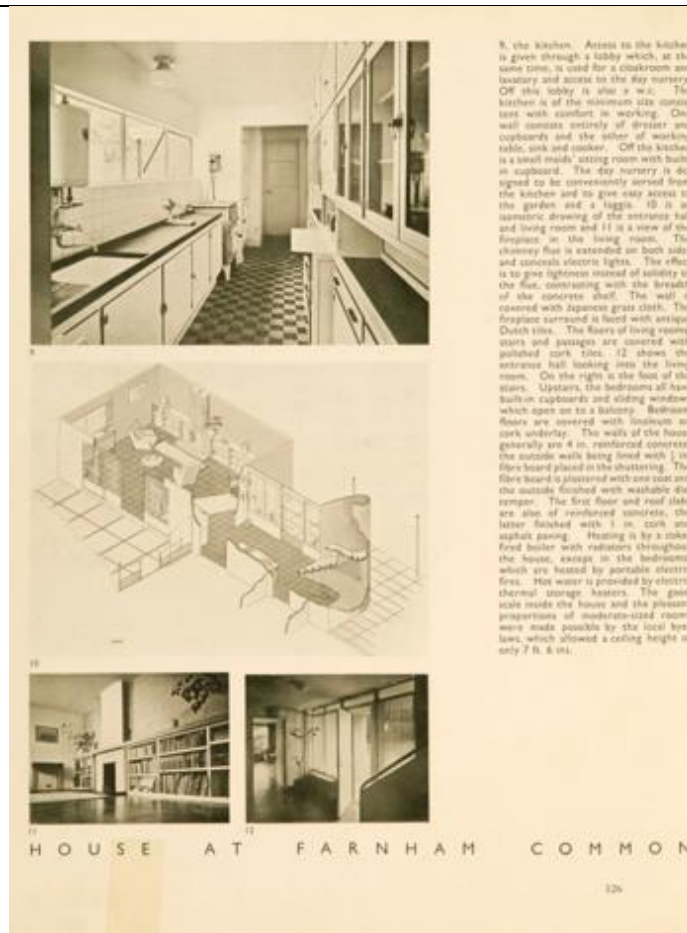 9, the kitchen. Access to the kitchen
is given through a lobby which, at the
same time, is used for a cloakroom and
lavatory and access to the day nursery.
Off this lobby is also a w.c. The
kitchen is of the minimum size consis-
tent with comfort in working. One
wall consists entirely of dresser and
cupboards and the other of working
table, sink and cooker. Off the kitchen
is a small maids' sitting room with built-
in cupboard. The day nursery is de-
signed to be conveniently served from
the kitchen and to give easy access to
the garden and a loggia. 10 is an
isometric drawing of the entrance hall
and living room and 11 is a view of the
fireplace in the living room. The
chimney flue is extended on both sides
and conceals electric lights. The effect
is to give lightness instead of solidity to
the flue, contrasting with the breadth
of the concrete shelf. The wall is
covered with Japanese grass cloth. The
fireplace surround is faced with antique
Dutch tiles. The floors of living rooms,
stairs and passages are covered with
polished cork tiles. 12 shows the
entrance hall looking into the living
room. On the right is the foot of the
stairs. Upstairs, the bedrooms all have
built-in cupboards and sliding windows
which open on to a balcony. Bedroom
floors are covered with linoleum on
cork underlay. The walls of the house
generally are 4 in. reinforced concrete,
the outside walls being lined with in.
fibre board placed in the shuttering. The
fibre board is plastered with one coat and
the outside finished with washable dis-
temper. The first floor and roof slab
are also of reinforced concrete, the
latter finished with 1 in. cork and
asphalt paving. Heating is by a coke-
fired boiler with radiators throughout
the house, except in the bedrooms
which are heated by portable electric
fires. Hot water is provided by electric
thermal storage heaters. The good
scale inside the house and the pleasant
proportions of moderate-sized rooms
were made possible by the local bye-
laws, which allowed a ceiling height of
only 7 ft. 6 ins.
9
10
11
12
HOUSE AT FARNHAM COMMON
126